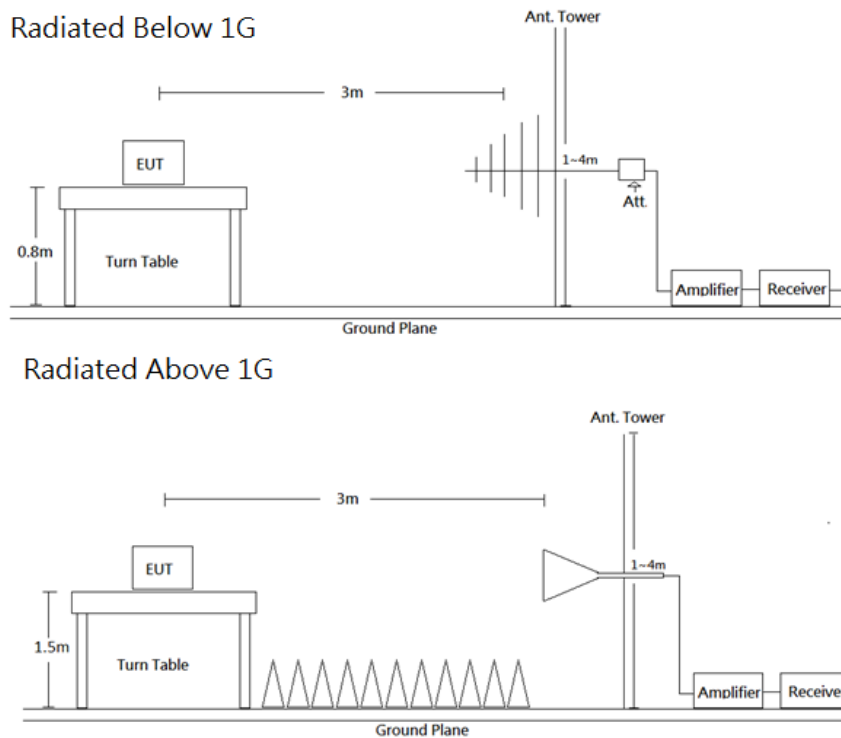 Radiated Below 1G
Ant. Tower
3m
EUT
1~4m
Att.
0.8m
Turn Table
Amplifier
Receiver
Ground Plane
Radiated Above 1G
Ant. Tower
3m
EUT
1~4m
1.5m
Turn Table
Amplifier
Receive
Ground Plane